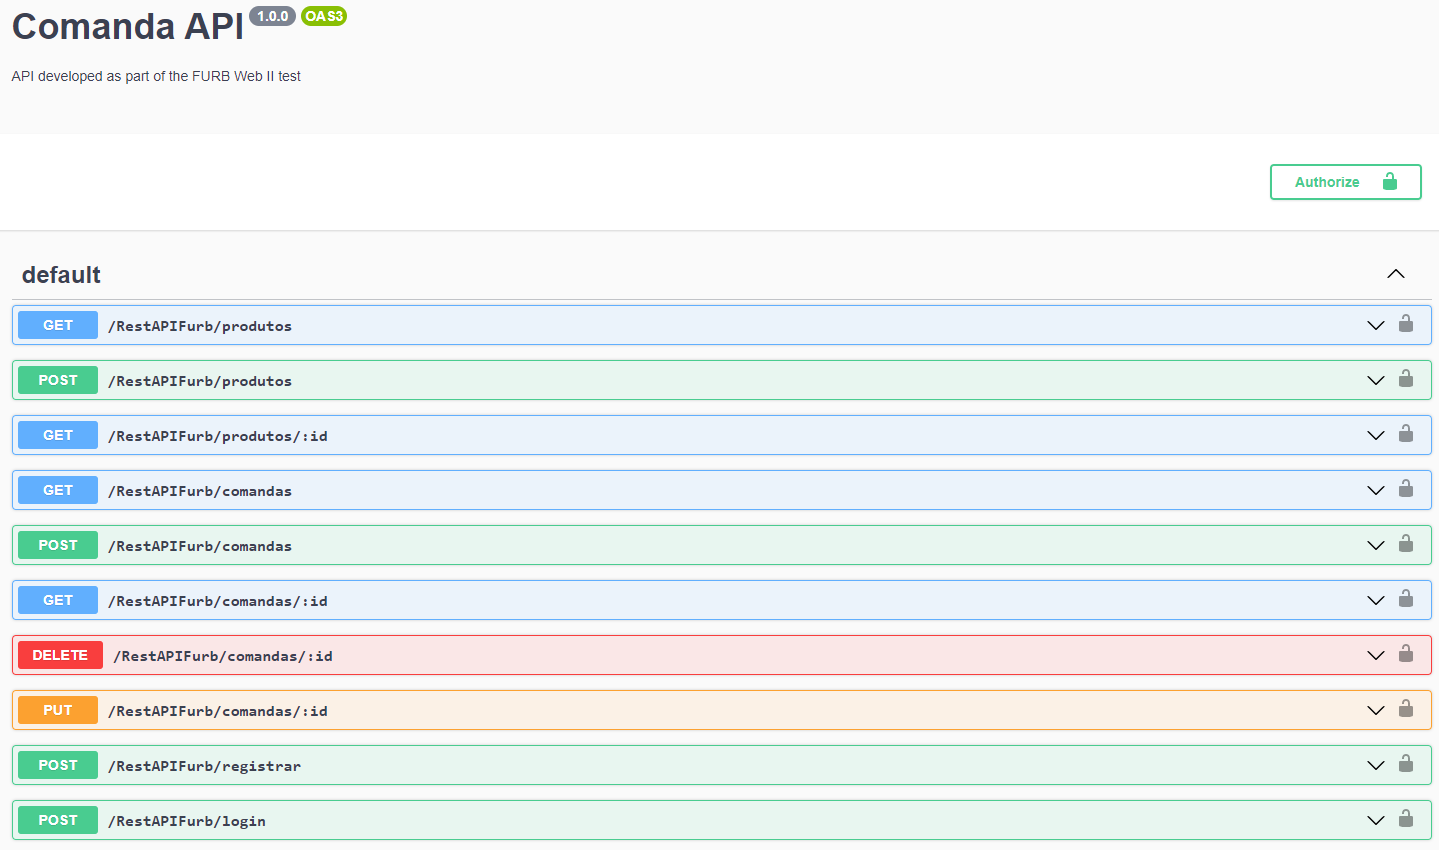 Comanda API 1.0.0 OAS3
API developed as part of the FURB Web II test
Authorize
default
GET /RestAPIFurb/produtos
POST /RestAPIFurb/produtos
GET /RestAPIFurb/produtos/:id
GET /RestAPIFurb/comandas
POST /RestAPIFurb/comandas
GET /RestAPIFurb/comandas/:id
DELETE /RestAPIFurb/comandas/:id
PUT /RestAPIFurb/comandas/:id
POST /RestAPIFurb/registrar
POST /RestAPIFurb/login